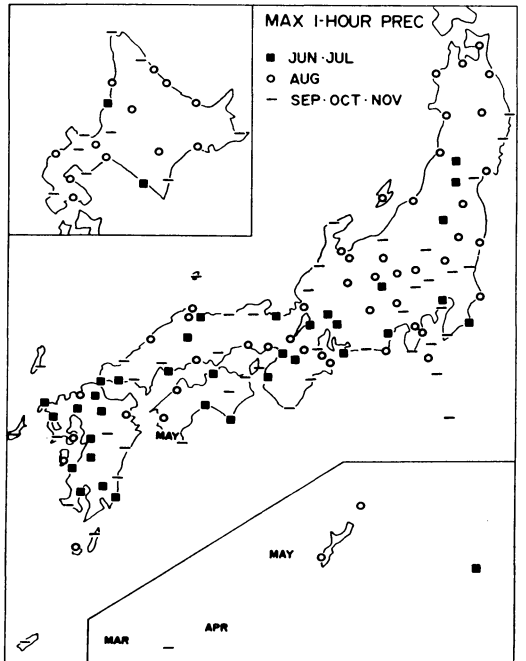 MAX 1-HOUR PREC
■ JUN·JUL
○ AUG
— SEP·OCT·NOV
MAY
MAY
APR
MAR